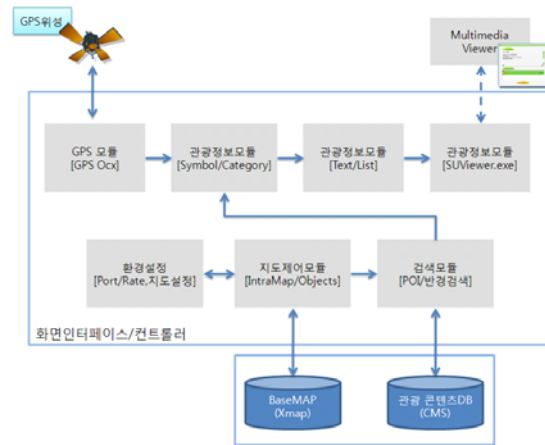 GPS위성
Multimedia
Viewer
GPS 모듈
[GPS Ocx]
관광정보모듈
[Symbol/Category]
관광정보모듈
[Text/List]
관광정보모듈
[SUViewer.exe]
환경설정
[Port/Rate,지도설정]
지도제어모듈
[IntraMap/Objects]
검색모듈
[POI/반경검색]
화면인터페이스/컨트롤러
BaseMAP
(Xmap)
관광 콘텐츠DB
(CMS)